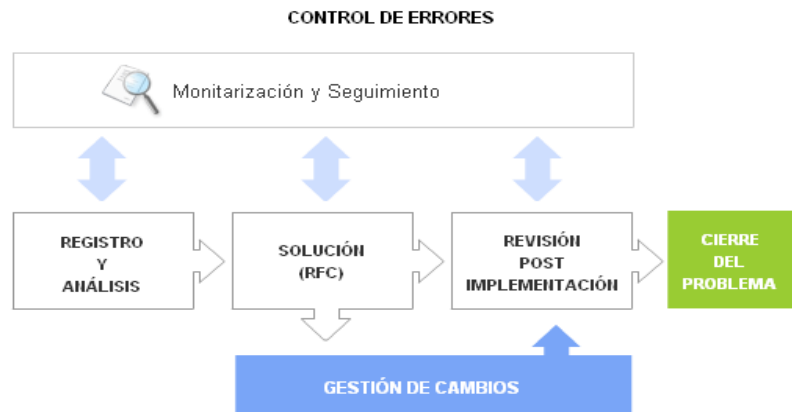 CONTROL DE ERRORES
Monitarización y Seguimiento
REGISTRO
Y
ANÁLISIS
SOLUCIÓN
(RFC)
REVISIÓN
POST
IMPLEMENTACIÓN
CIERRE
DEL
PROBLEMA
GESTIÓN DE CAMBIOS